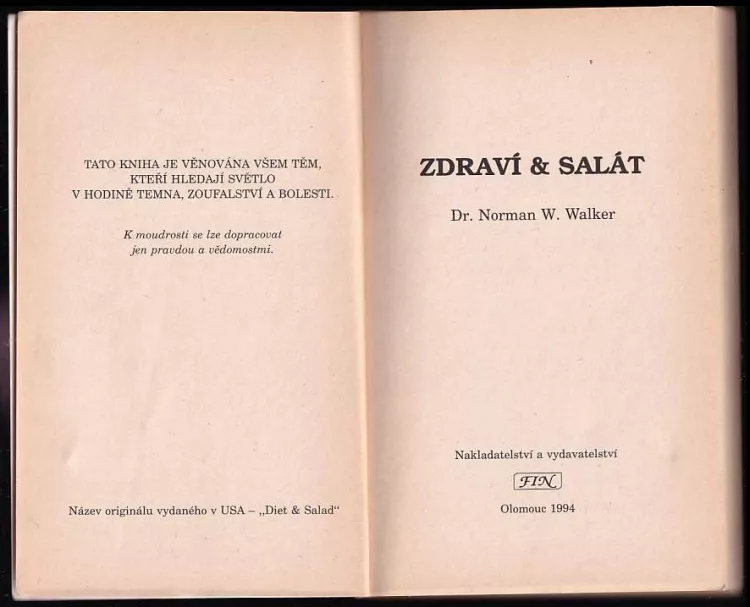 TATO KNIHA JE VĚNOVÁNA VŠEM TĚM,
KTEŘÍ HLEDAJÍ SVĚTLO
V HODINĚ TEMNA, ZOUFALSTVÍ A BOLESTI.
K moudrosti se lze dopracovat
jen pravdou a vědomostmi.
Název originálu vydaného v USA – „Diet & Salad“
ZDRAVÍ & SALÁT
Dr. Norman W. Walker
Nakladatelství a vydavatelství
FIN
Olomouc 1994